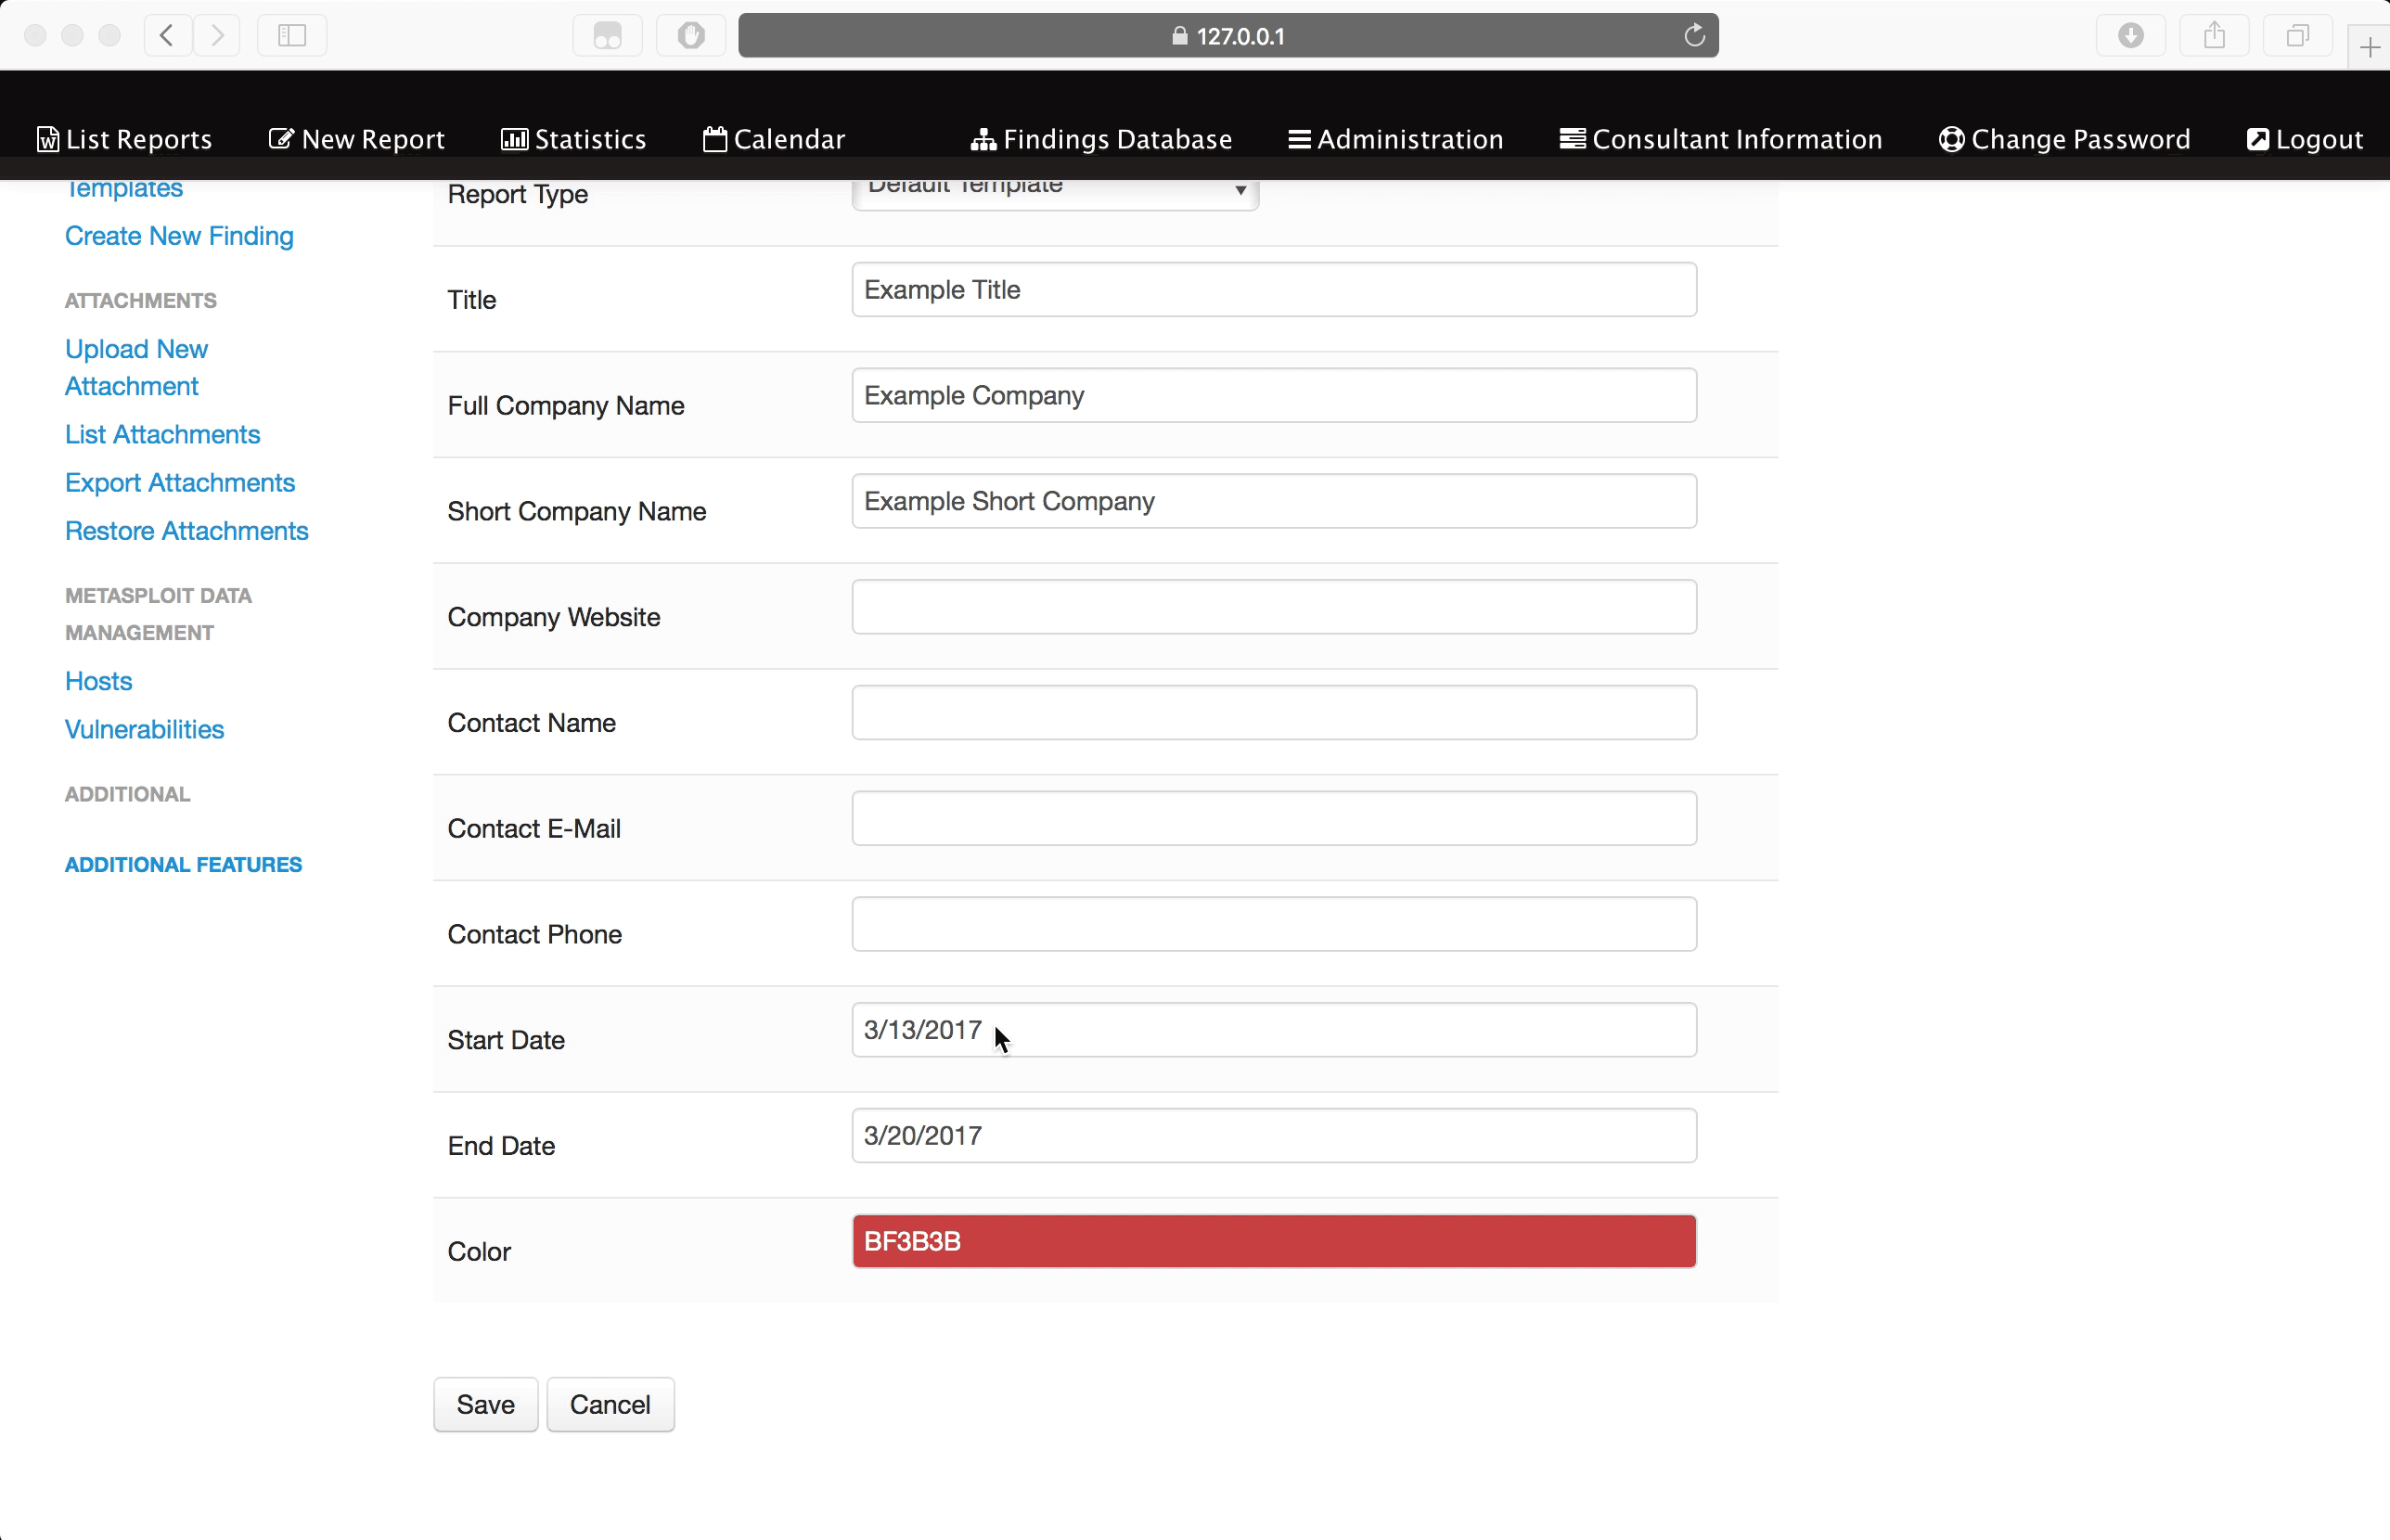 127.0.0.1
List Reports New Report Statistics Calendar Findings Database Administration Consultant Information Change Password Logout
Templates
Create New Finding
ATTACHMENTS
Upload New
Attachment
List Attachments
Export Attachments
Restore Attachments
METASPLOIT DATA
MANAGEMENT
Hosts
Vulnerabilities
ADDITIONAL
ADDITIONAL FEATURES
Report Type Default Template
Title Example Title
Full Company Name Example Company
Short Company Name Example Short Company
Company Website
Contact Name
Contact E-Mail
Contact Phone
Start Date 3/13/2017
End Date 3/20/2017
Color BF3B3B
Save Cancel